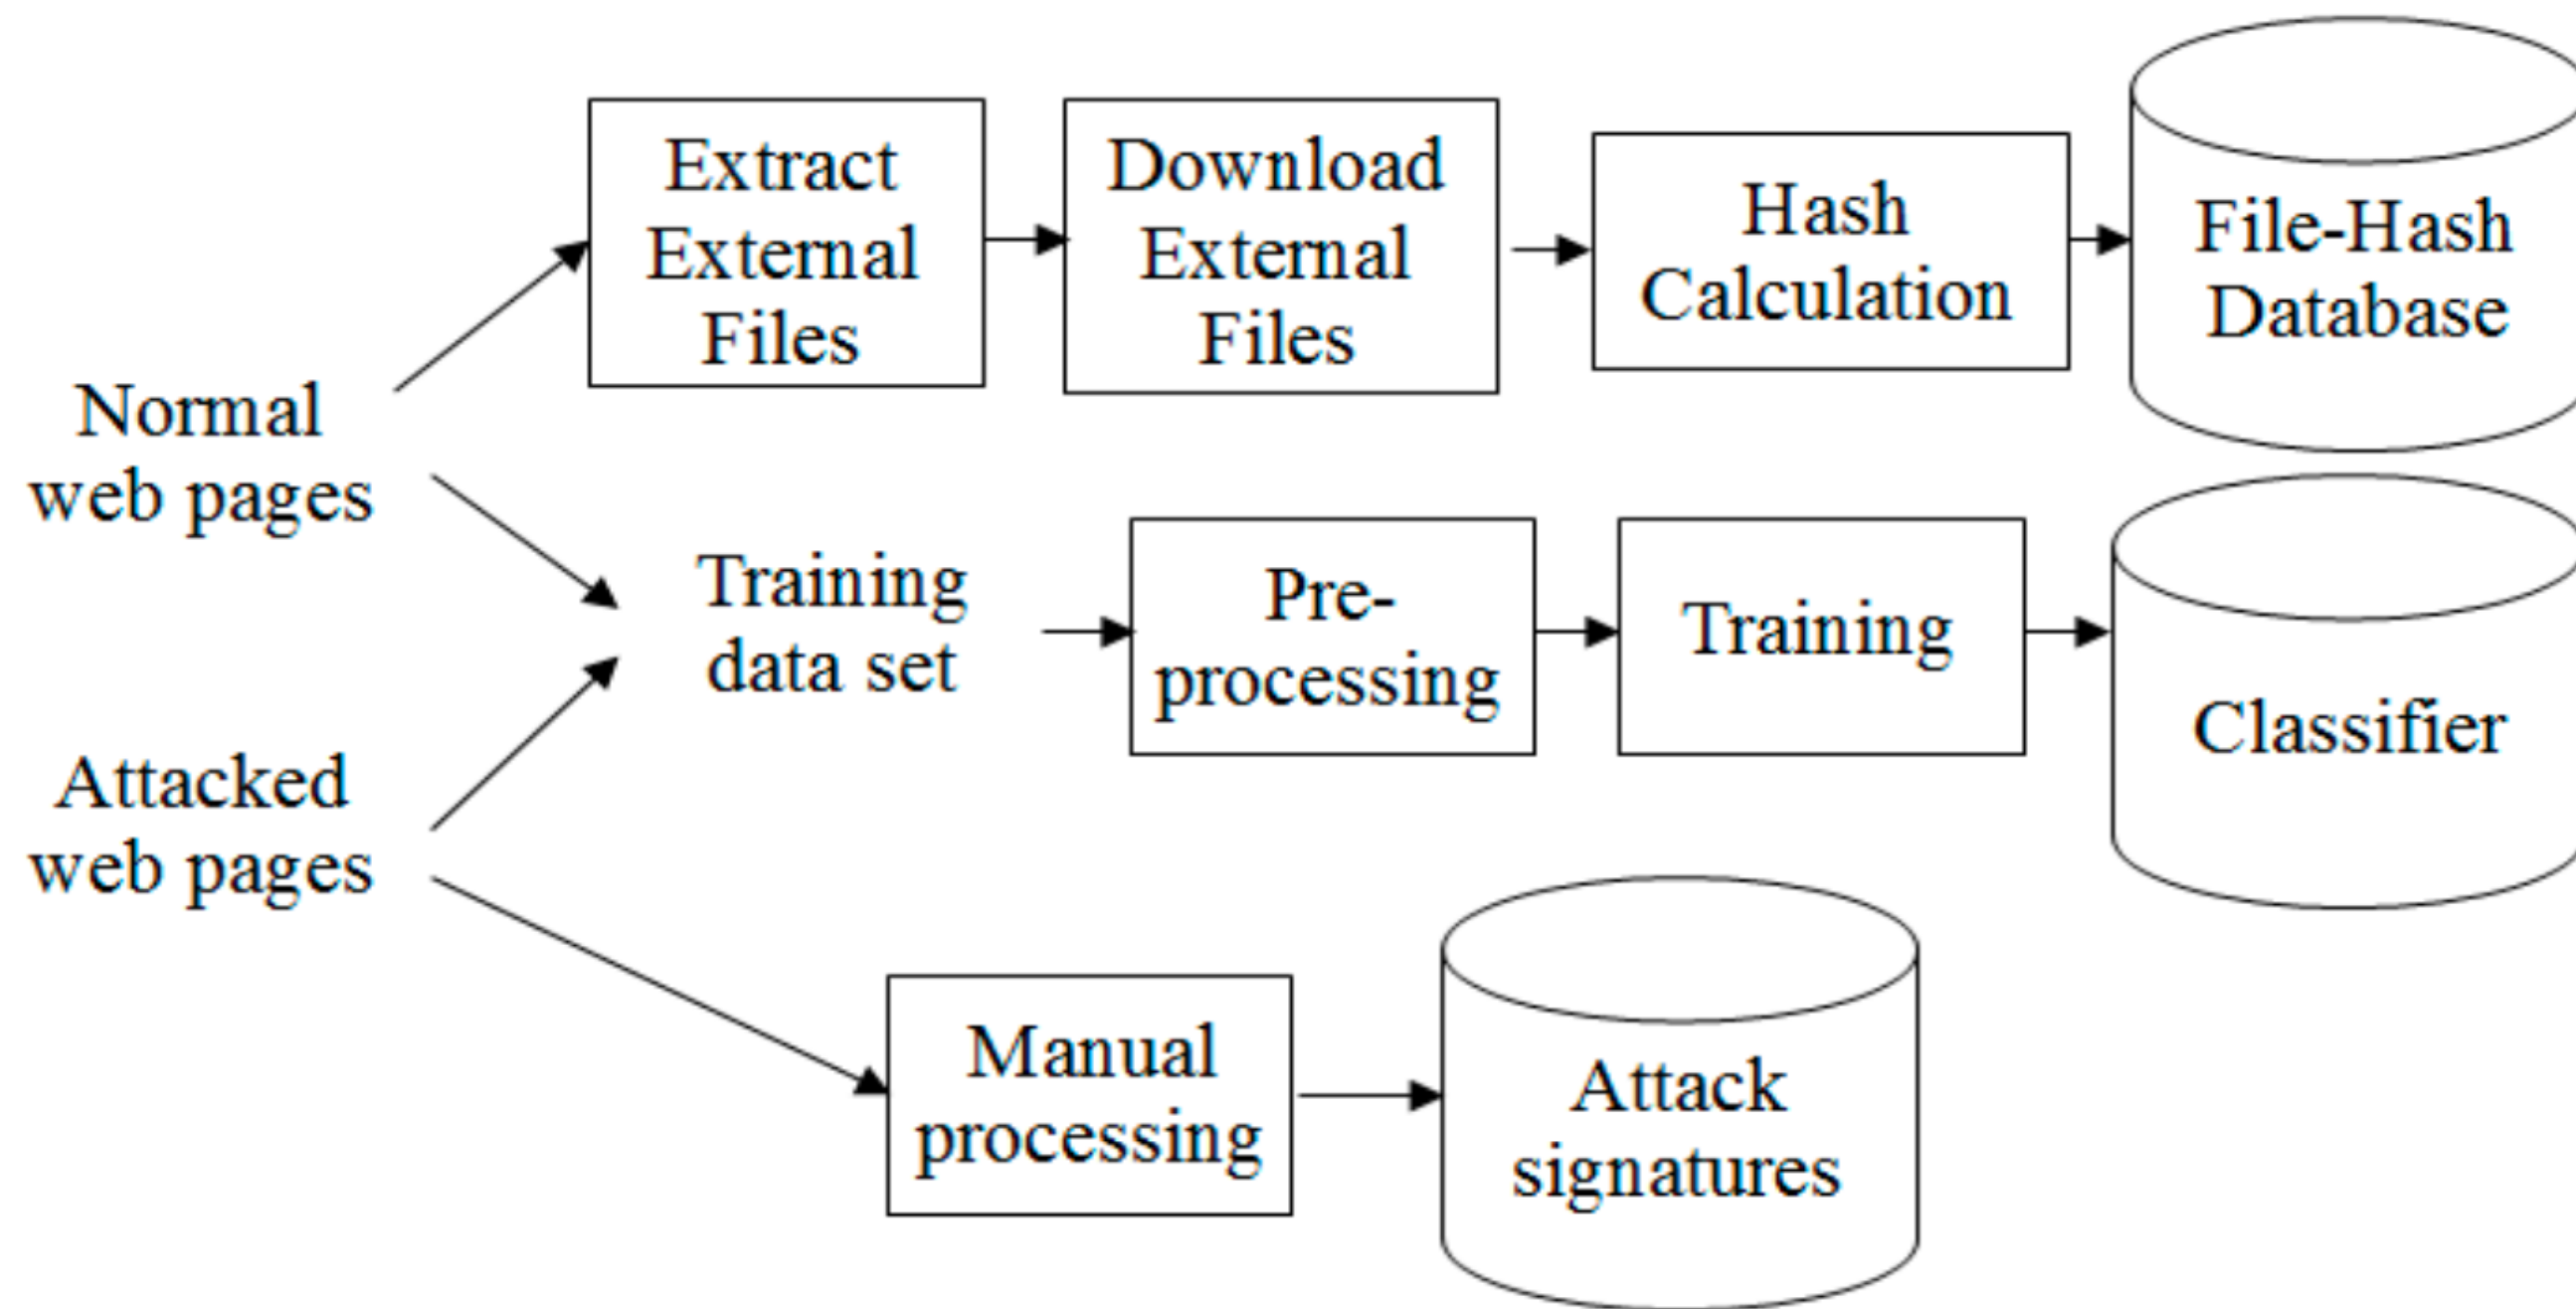 Extract
External
Files
Download
External
Files
Hash
Calculation
File-Hash
Database
Normal
web pages
Training
data set
Pre-
processing
Training
Classifier
Attacked
web pages
Manual
processing
Attack
signatures